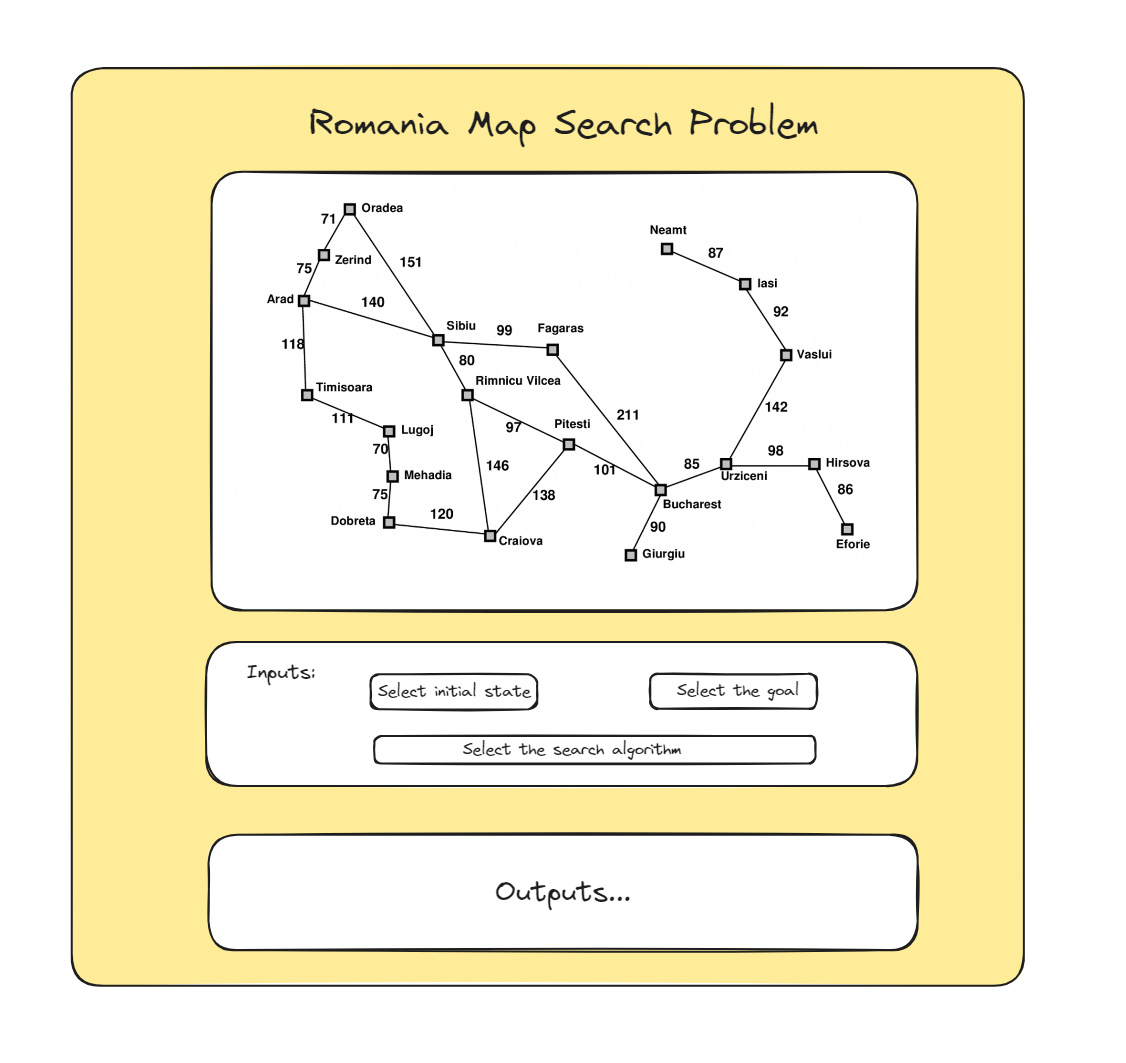 Romania Map Search Problem
Oradea
71
Neamt
87
Zerind
151
75
Iasi
Arad
140
92
Sibiu
99
Fagaras
118
80
Vaslui
Rimnicu Vilcea
Timisoara
142
211
111
97
Pitesti
Lugoj
70
98
146
101
85
Hirsova
Mehadia
Urziceni
75
138
86
Bucharest
120
Dobreta
90
Craiova
Eforie
Giurgiu
Inputs:
Select initial state
Select the goal
Select the search algorithm
Outputs...